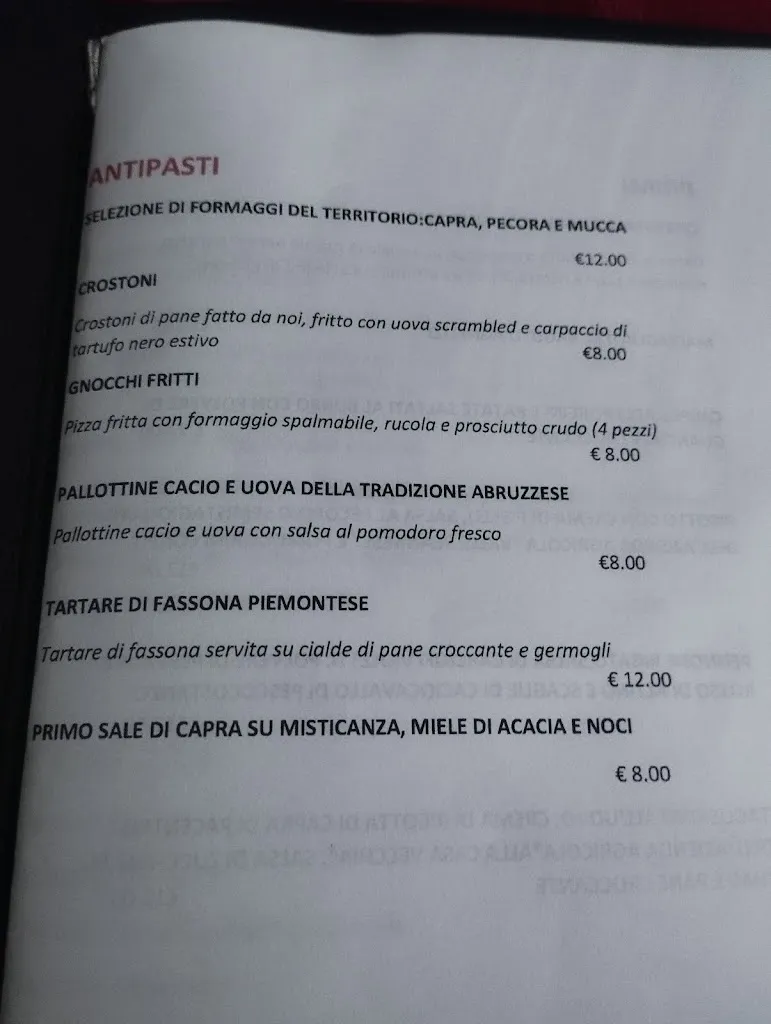 ANTIPASTI
SELEZIONE DI FORMAGGI DEL TERRITORIO:CAPRA, PECORA E MUCCA
€12.00
CROSTONI
Crostoni di pane fatto da noi, fritto con uova scrambled e carpaccio di
tartufo nero estivo
€8.00
GNOCCHI FRITTI
Pizza fritta con formaggio spalmabile, rucola e prosciutto crudo (4 pezzi)
€ 8.00
PALLOTTINE CACIO E UOVA DELLA TRADIZIONE ABRUZZESE
Pallottine cacio e uova con salsa al pomodoro fresco
€8.00
TARTARE DI FASSONA PIEMONTESE
Tartare di fassona servita su cialde di pane croccante e germogli
€ 12.00
PRIMO SALE DI CAPRA SU MISTICANZA, MIELE DI ACACIA E NOCI
€ 8.00